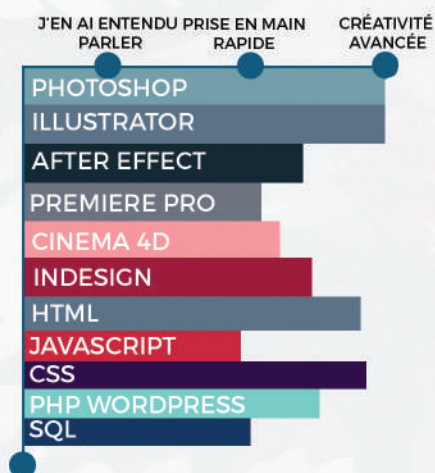 J'EN AI ENTENDU PARLER
PRISE EN MAIN RAPIDE
CRÉATIVITÉ AVANCÉE
PHOTOSHOP
ILLUSTRATOR
AFTER EFFECT
PREMIERE PRO
CINEMA 4D
INDESIGN
HTML
JAVASCRIPT
CSS
PHP WORDPRESS
SQL